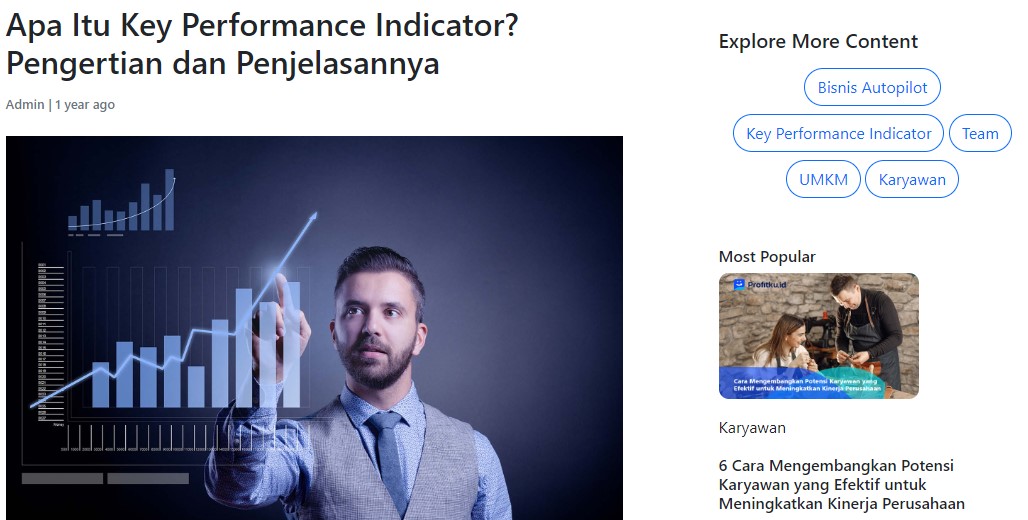 Apa Itu Key Performance Indicator?
Pengertian dan Penjelasannya
Admin | 1 year ago
Explore More Content
Bisnis Autopilot
Key Performance Indicator
Team
UMKM
Karyawan
Most Popular
Profitku.id
Cara Mengembangkan Potensi Karyawan yang
Efektif untuk Meningkatkan Kinerja Perusahaan
Karyawan
6 Cara Mengembangkan Potensi
Karyawan yang Efektif untuk
Meningkatkan Kinerja Perusahaan